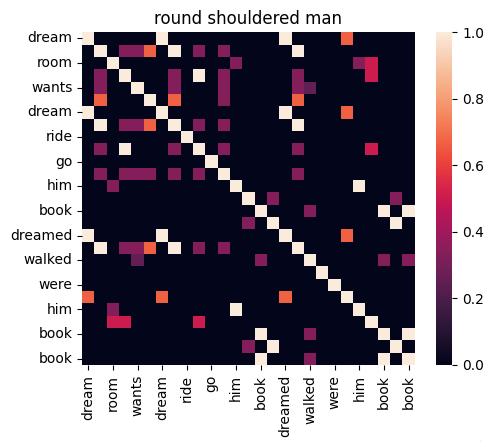 round shouldered man
dream
room
wants
dream
ride
go
him
book
dreamed
walked
were
him
book
book
1.0
0.8
0.6
0.4
0.2
0.0
dream
room
wants
dream
ride
go
him
book
dreamed
walked
were
him
book
book